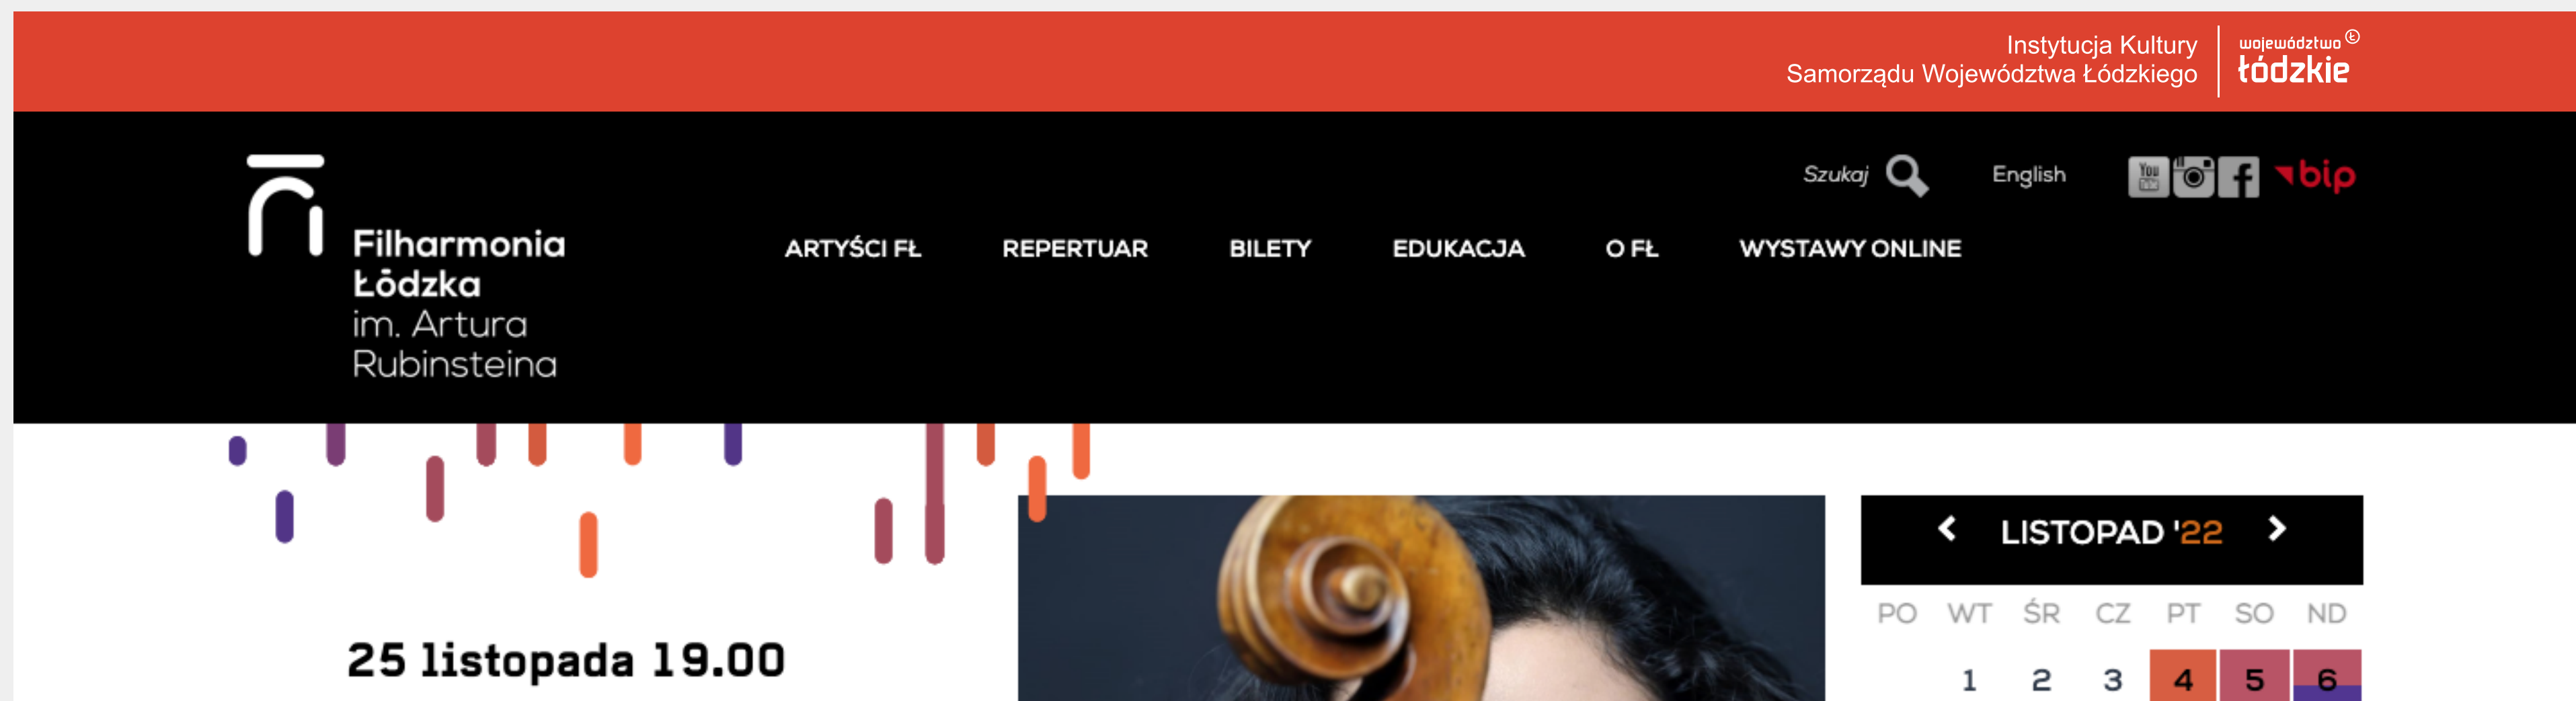 Instytucja Kultury
Samorządu Województwa Łódzkiego
województwo Ł
łódzkie
Szukaj
English
You
bip
Filharmonia
Łōdzka
im. Artura
Rubinsteina
ARTYŚCI FŁ REPERTUAR BILETY EDUKACJA O FŁ WYSTAWY ONLINE
25 listopada 19.00
LISTOPAD '22
PO WT ŚR CZ PT SO ND
1 2 3 4 5 6